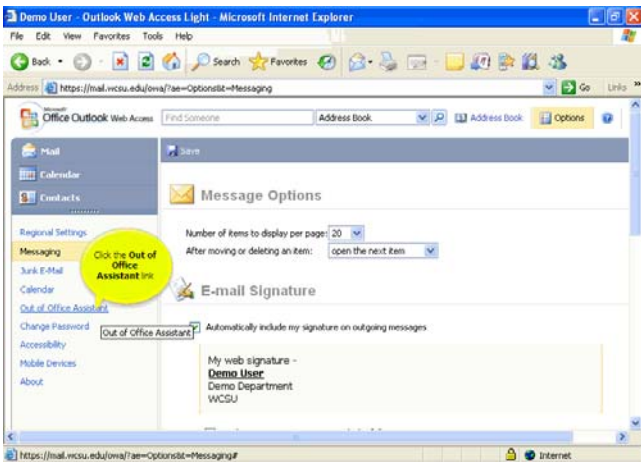 Demo User - Outlook Web Access Light - Microsoft Internet Explorer
File Edit View Favorites Tools Help
Back Search Favorites
Address https://mail.wcsu.edu/owa/?ae=Options&t=Messaging Go Links »
Microsoft
Office Outlook Web Access Find Someone Address Book Address Book Options
Mail Save
Calendar
Contacts Message Options
Regional Settings Number of items to display per page: 20
Messaging After moving or deleting an item: open the next item
Click the Out of
Office
Assistant link
Junk E-Mail
Calendar E-mail Signature
Out of Office Assistant
Change Password Out of Office Assistant Automatically include my signature on outgoing messages
Accessibility
Mobile Devices My web signature -
About Demo User
Demo Department
WCSU
https://mail.wcsu.edu/owa/?ae=Options&t=Messaging# Internet